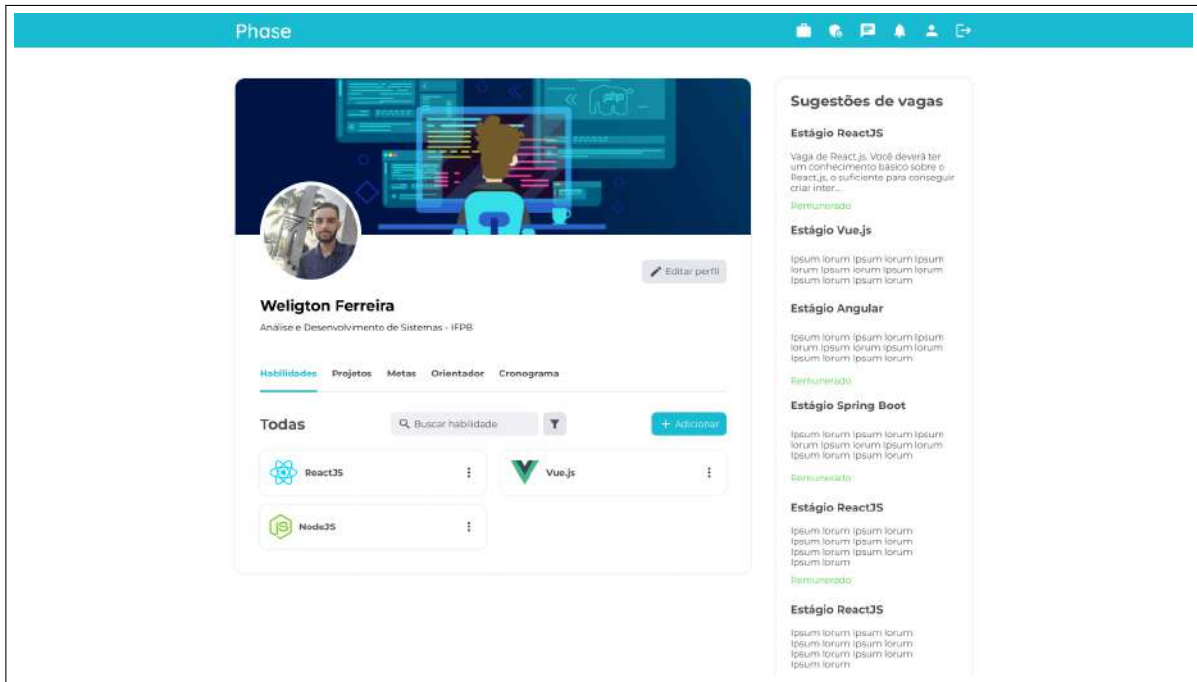 Phase
php
Editar perfil
Weligton Ferreira
Análise e Desenvolvimento de Sistemas - IFPB
Habilidades Projetos Metas Orientador Cronograma
Todas
Buscar habilidade
+ Adicionar
ReactJS
Vue.js
JS NodeJS
Sugestões de vagas
Estágio ReactJS
Vaga de React.js. Você deverá ter
um conhecimento básico sobre o
React.js, o suficiente para conseguir
criar inter...
Remunerado
Estágio Vue.js
Ipsum lorum Ipsum lorum Ipsum
lorum Ipsum lorum Ipsum lorum
Ipsum lorum Ipsum lorum
Estágio Angular
Ipsum lorum Ipsum lorum Ipsum
lorum Ipsum lorum Ipsum lorum
Ipsum lorum Ipsum lorum
Remunerado
Estágio Spring Boot
Ipsum lorum Ipsum lorum Ipsum
lorum Ipsum lorum Ipsum lorum
Ipsum lorum Ipsum lorum
Remunerado
Estágio ReactJS
Ipsum lorum Ipsum lorum
Ipsum lorum Ipsum lorum
Ipsum lorum Ipsum lorum
Ipsum lorum
Remunerado
Estágio ReactJS
Ipsum lorum Ipsum lorum
Ipsum lorum Ipsum lorum
Ipsum lorum Ipsum lorum
Ipsum lorum